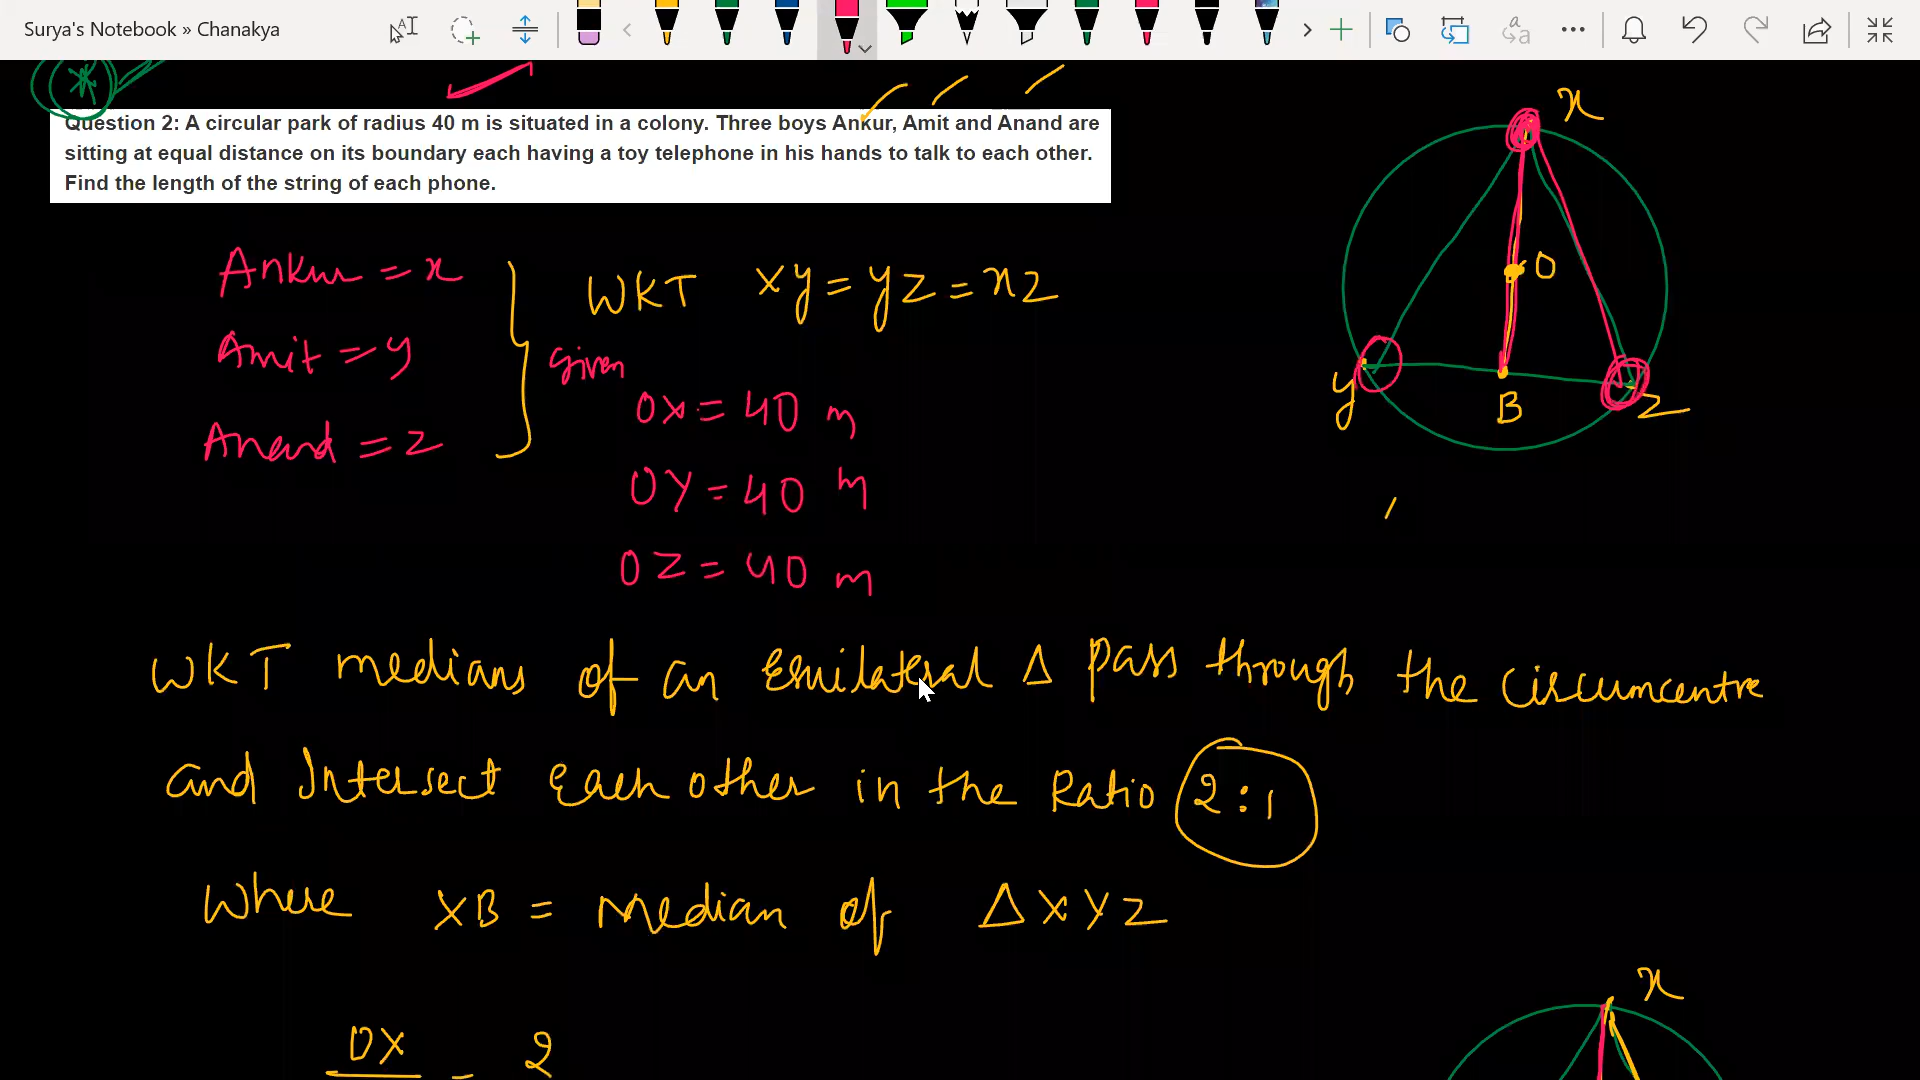 Surya's Notebook » Chanakya
Question 2: A circular park of radius 40 m is situated in a colony. Three boys Ankur, Amit and Anand are
sitting at equal distance on its boundary each having a toy telephone in his hands to talk to each other.
Find the length of the string of each phone.
x
Ankur = x
WKT XY = YZ = XZ
O
Amit = y
given
y
B
Z
OX = 40 m
Anand = z
OY = 40 m
OZ = 40 m
WKT medians of an Equilateral Δ pass through the circumcentre
and Intersect Each other in the Ratio 2:1
Where XB = Median of ΔXYZ
x
OX = 2